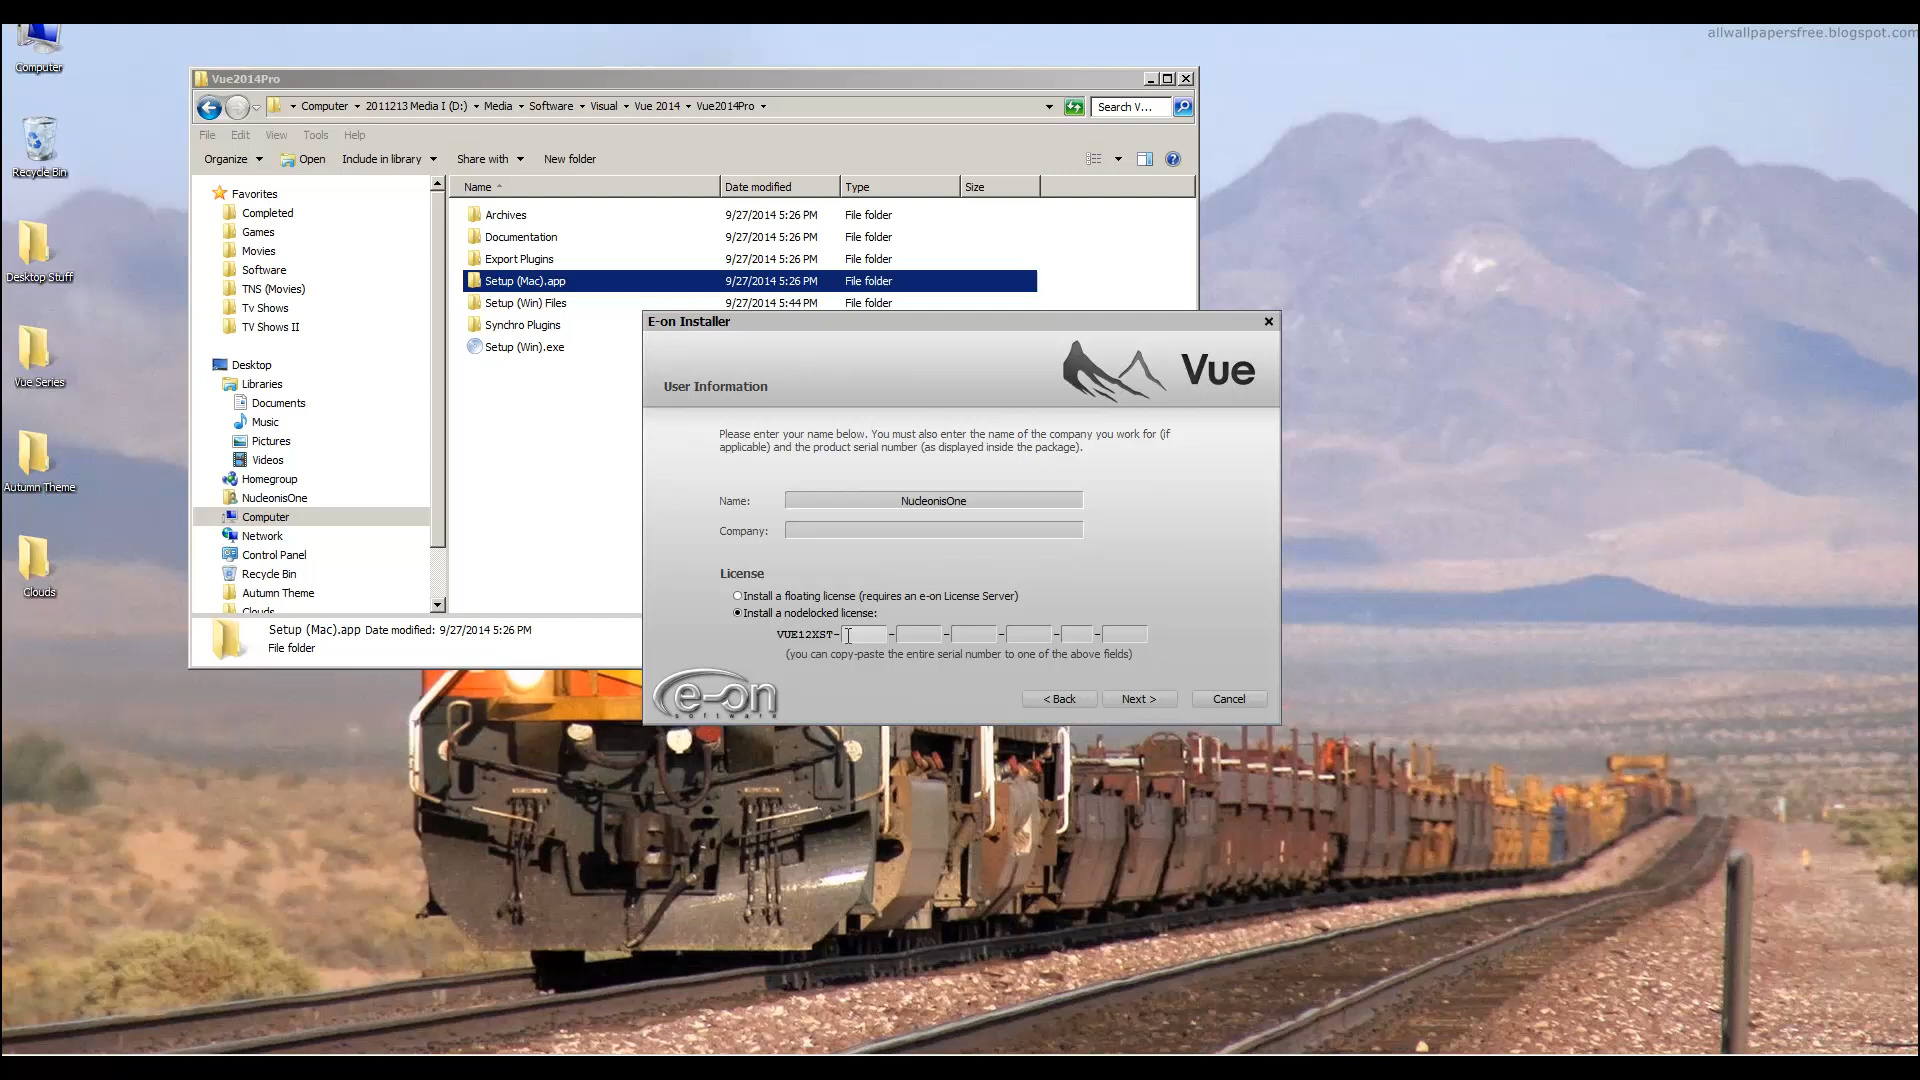 allwallpapersfree.blogspot.com
Computer
Recycle Bin
Desktop Stuff
Vue Series
Autumn Theme
Clouds
Vue2014Pro
Computer 2011213 Media I (D:) Media Software Visual Vue 2014 Vue2014Pro
Search V...
File Edit View Tools Help
Organize Open Include in library Share with New folder
Favorites
Completed
Games
Movies
Software
TNS (Movies)
Tv Shows
TV Shows II
Desktop
Libraries
Documents
Music
Pictures
Videos
Homegroup
NucleonisOne
Computer
Network
Control Panel
Recycle Bin
Autumn Theme
Clouds
Name Date modified Type Size
Archives 9/27/2014 5:26 PM File folder
Documentation 9/27/2014 5:26 PM File folder
Export Plugins 9/27/2014 5:26 PM File folder
Setup (Mac).app 9/27/2014 5:26 PM File folder
Setup (Win) Files 9/27/2014 5:44 PM File folder
Synchro Plugins
Setup (Win).exe
Setup (Mac).app Date modified: 9/27/2014 5:26 PM
File folder
E-on Installer
Vue
User Information
Please enter your name below. You must also enter the name of the company you work for (if
applicable) and the product serial number (as displayed inside the package).
Name: NucleonisOne
Company:
License
Install a floating license (requires an e-on License Server)
Install a nodelocked license:
VUE12XST- - - - - -
(you can copy-paste the entire serial number to one of the above fields)
e-on
software
< Back Next > Cancel